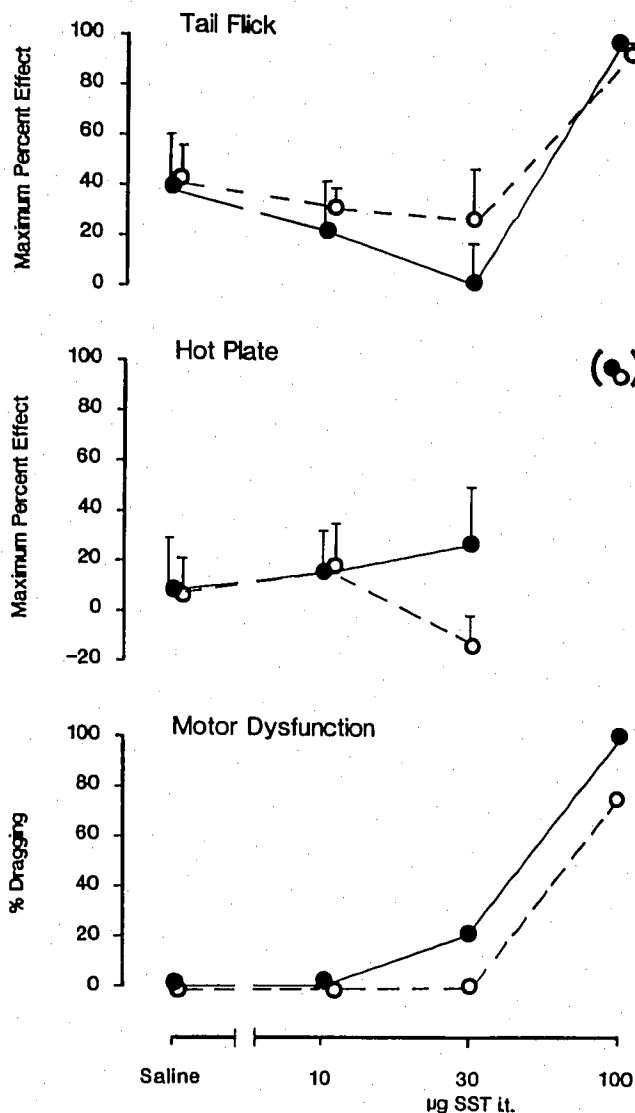 Tail Flick
Maximum Percent Effect
100
80
60
40
20
0
Hot Plate
Maximum Percent Effect
100
80
60
40
20
0
-20
( )
Motor Dysfunction
% Dragging
100
80
60
40
20
0
Saline 10 30 100
µg SST i.t.